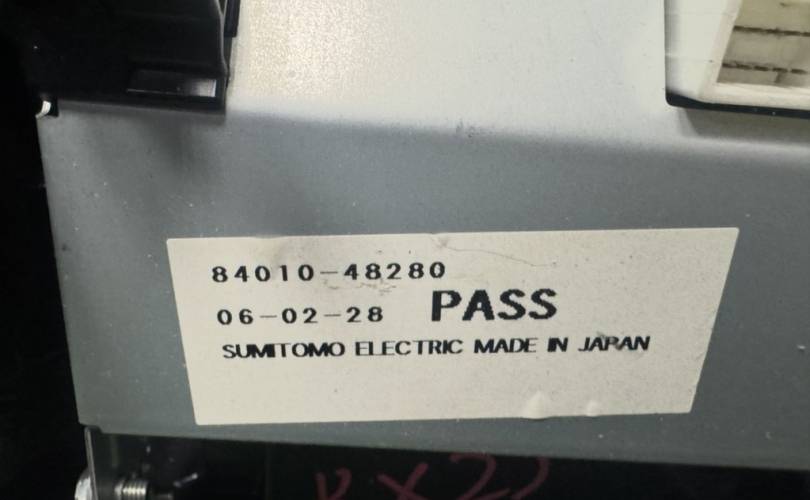 84010-48280
06-02-28 PASS
SUMITOMO ELECTRIC MADE IN JAPAN